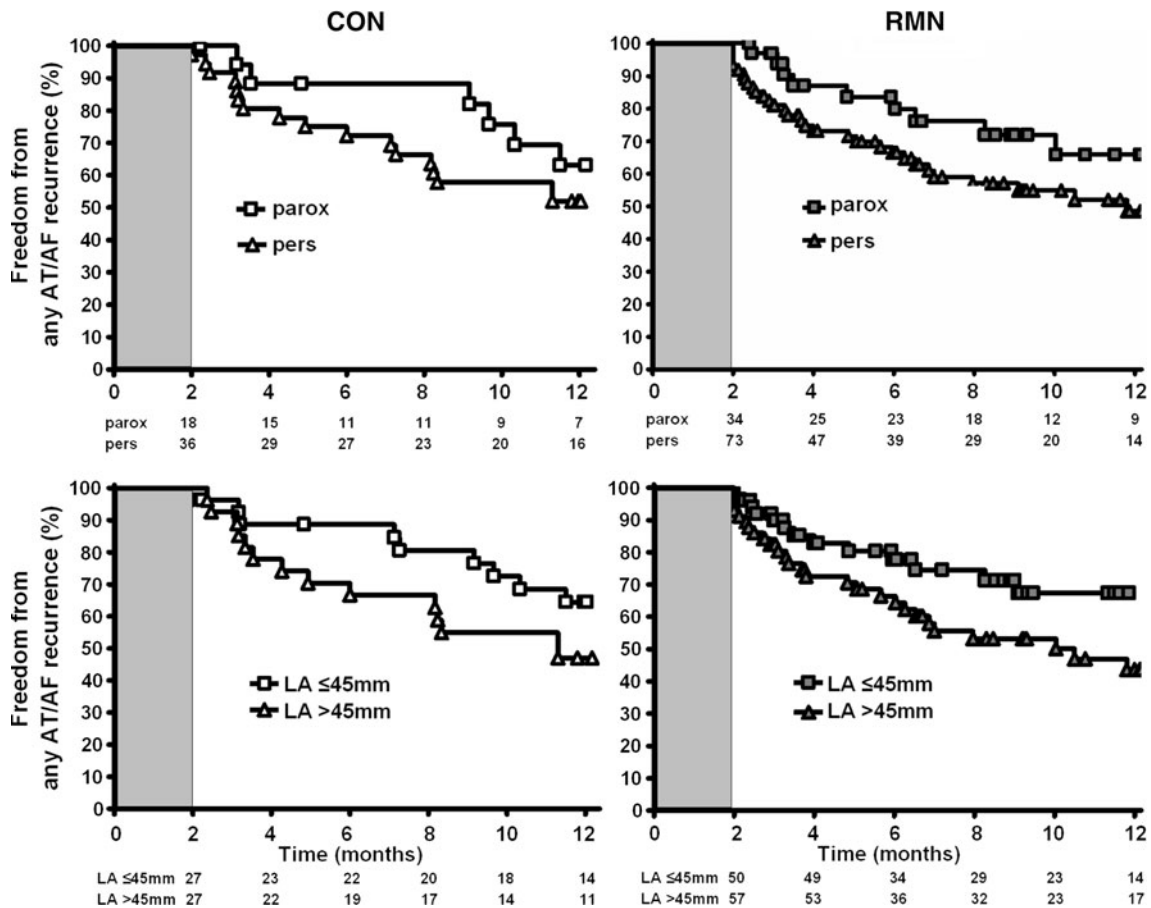 CON
RMN
Freedom from
any AT/AF recurrence (%)
100
90
80
70
60
50
40
30
20
10
0
parox
pers
0 2 4 6 8 10 12
parox 18 15 11 11 9 7
pers 36 29 27 23 20 16
100
90
80
70
60
50
40
30
20
10
0
parox
pers
0 2 4 6 8 10 12
parox 34 25 23 18 12 9
pers 73 47 39 29 20 14
Freedom from
any AT/AF recurrence (%)
100
90
80
70
60
50
40
30
20
10
0
LA ≤45mm
LA >45mm
0 2 4 6 8 10 12
Time (months)
LA ≤45mm 27 23 22 20 18 14
LA >45mm 27 22 19 17 14 11
100
90
80
70
60
50
40
30
20
10
0
LA ≤45mm
LA >45mm
0 2 4 6 8 10 12
Time (months)
LA ≤45mm 50 49 34 29 23 14
LA >45mm 57 53 36 32 23 17